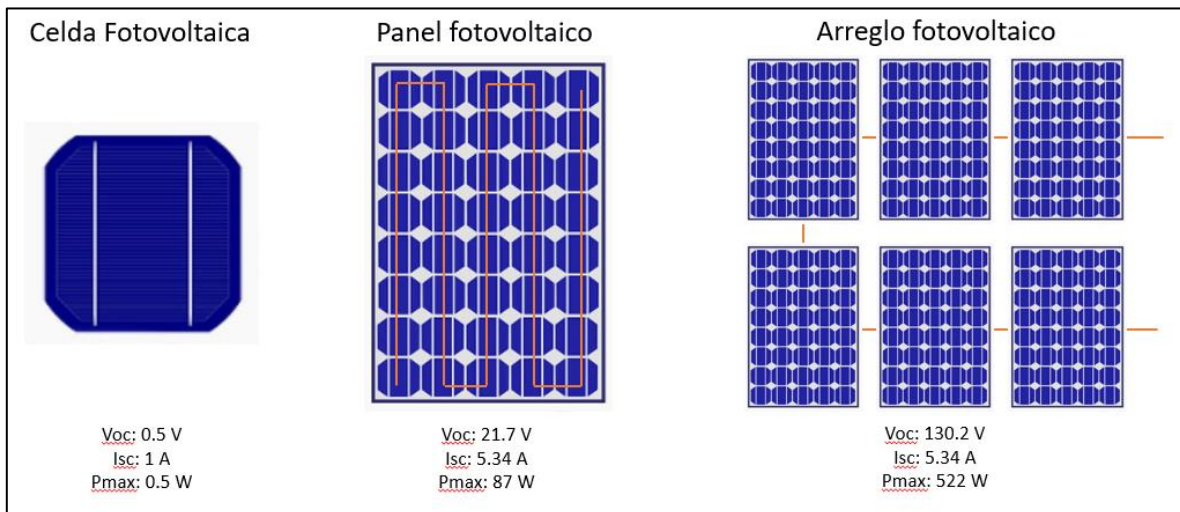 Celda Fotovoltaica
Voc: 0.5 V
Isc: 1 A
Pmax: 0.5 W
Panel fotovoltaico
Voc: 21.7 V
Isc: 5.34 A
Pmax: 87 W
Arreglo fotovoltaico
Voc: 130.2 V
Isc: 5.34 A
Pmax: 522 W